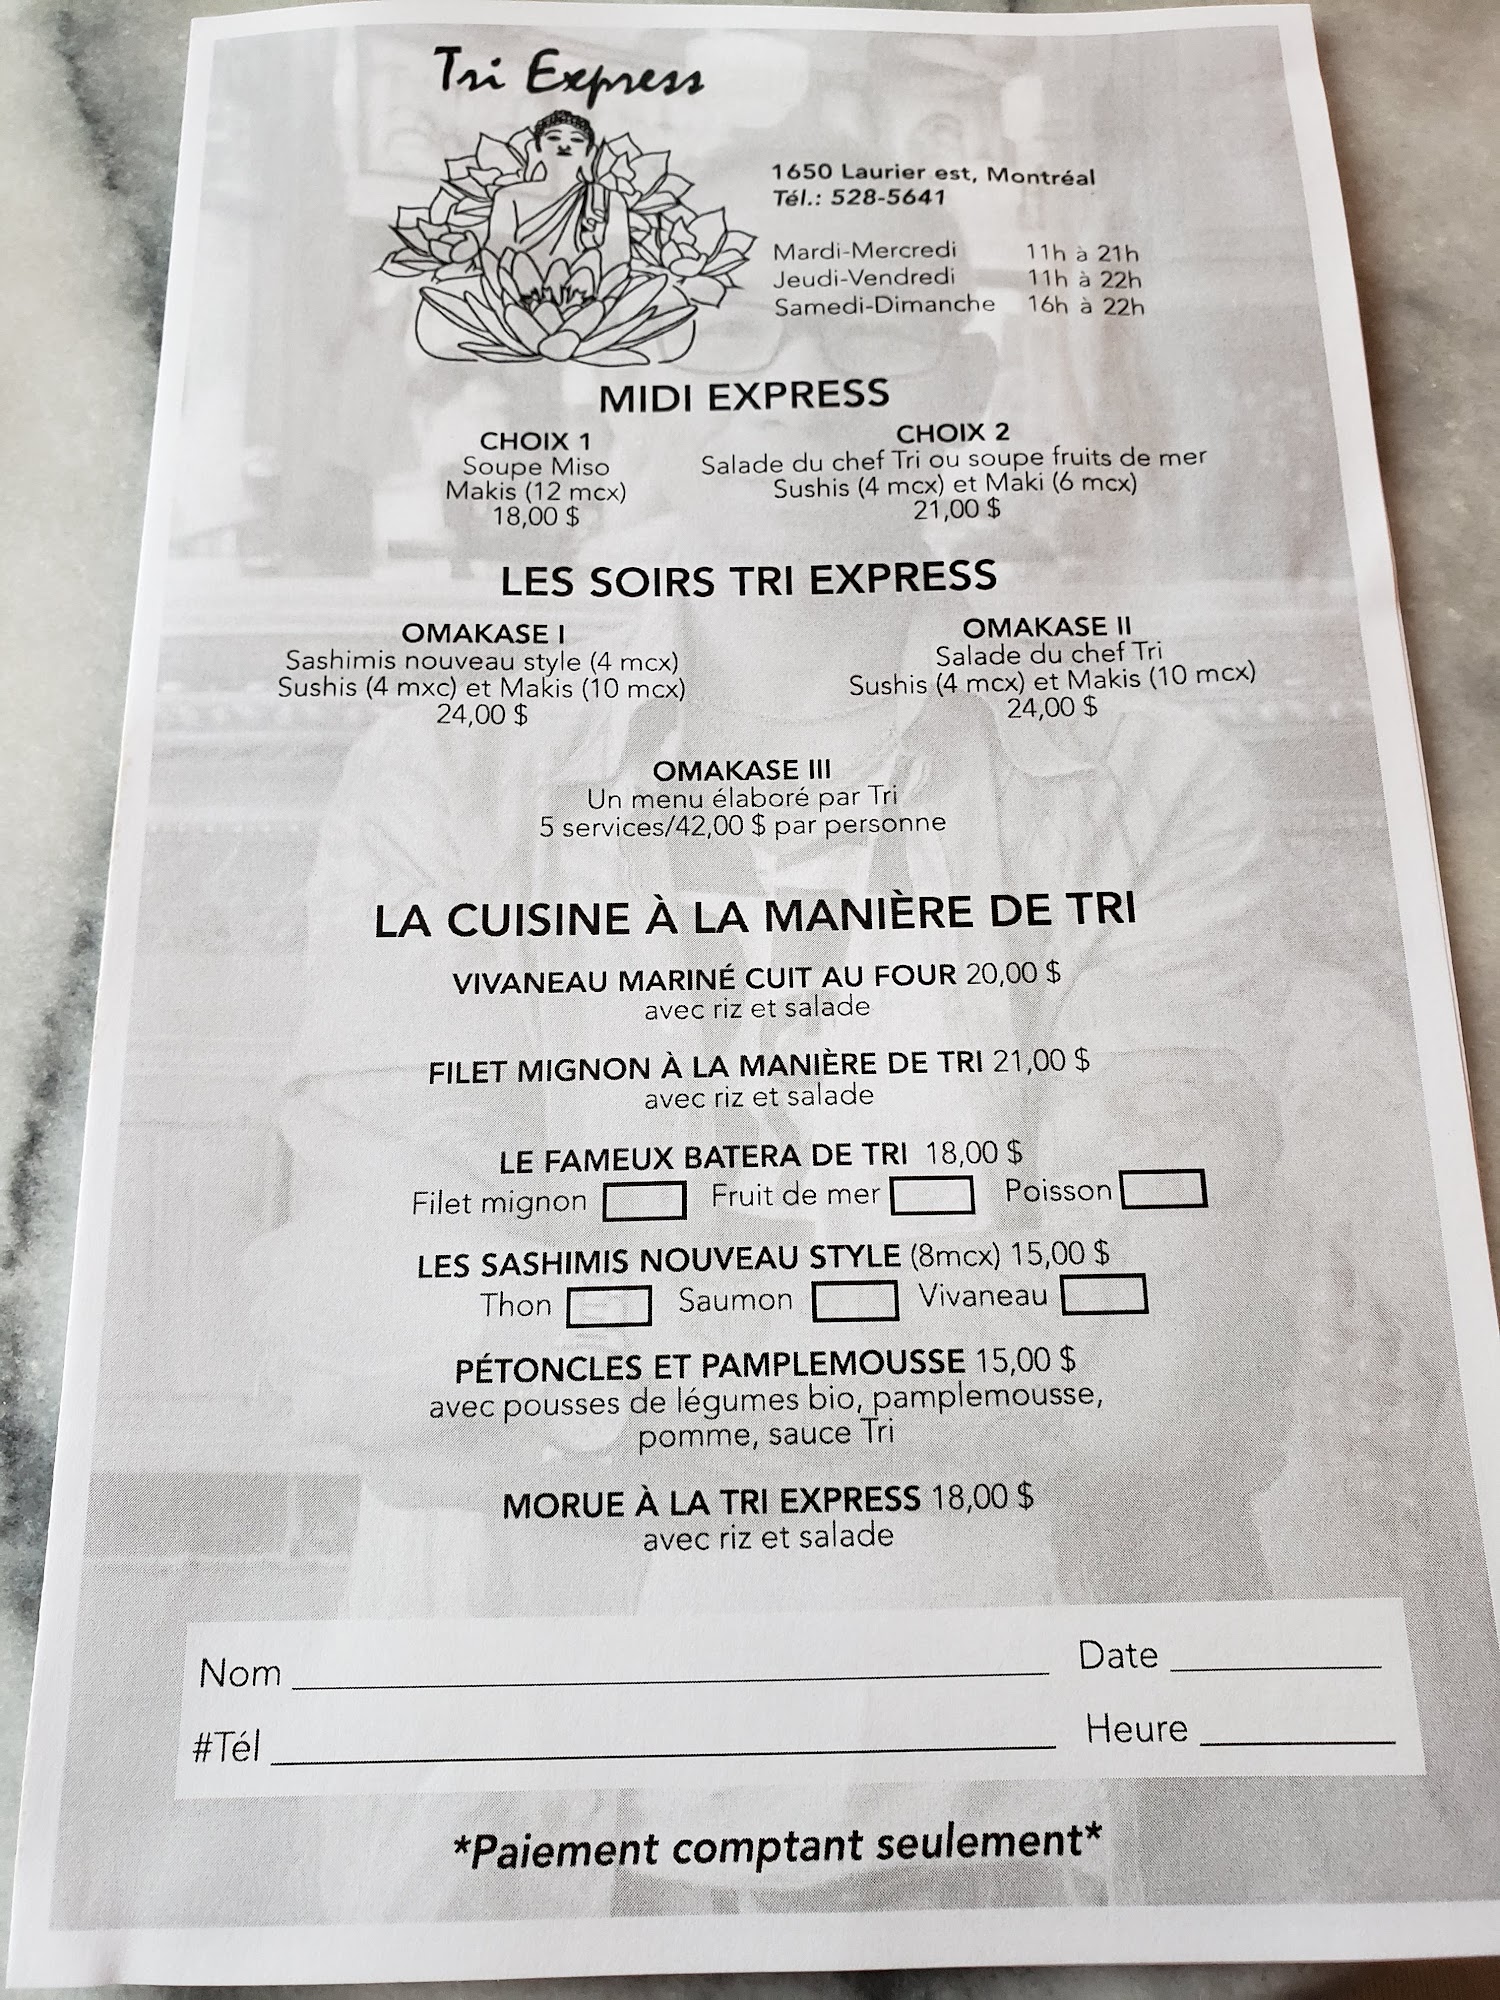 Tri Express
1650 Laurier est, Montréal
Tél.: 528-5641
Mardi-Mercredi 11h à 21h
Jeudi-Vendredi 11h à 22h
Samedi-Dimanche 16h à 22h
MIDI EXPRESS
CHOIX 1
Soupe Miso
Makis (12 mcx)
18,00 $
CHOIX 2
Salade du chef Tri ou soupe fruits de mer
Sushis (4 mcx) et Maki (6 mcx)
21,00 $
LES SOIRS TRI EXPRESS
OMAKASE I
Sashimis nouveau style (4 mcx)
Sushis (4 mxc) et Makis (10 mcx)
24,00 $
OMAKASE II
Salade du chef Tri
Sushis (4 mcx) et Makis (10 mcx)
24,00 $
OMAKASE III
Un menu élaboré par Tri
5 services/42,00 $ par personne
LA CUISINE À LA MANIÈRE DE TRI
VIVANEAU MARINÉ CUIT AU FOUR 20,00 $
avec riz et salade
FILET MIGNON À LA MANIÈRE DE TRI 21,00 $
avec riz et salade
LE FAMEUX BATERA DE TRI 18,00 $
Filet mignon Fruit de mer Poisson
LES SASHIMIS NOUVEAU STYLE (8mcx) 15,00 $
Thon Saumon Vivaneau
PÉTONCLES ET PAMPLEMOUSSE 15,00 $
avec pousses de légumes bio, pamplemousse,
pomme, sauce Tri
MORUE À LA TRI EXPRESS 18,00 $
avec riz et salade
Nom Date
#Tél Heure
*Paiement comptant seulement*